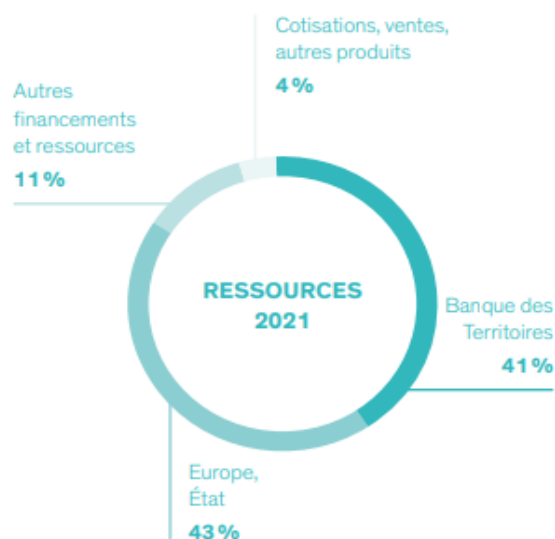 Cotisations, ventes,
autres produits
4%
Autres
financements
et ressources
11%
RESSOURCES
2021
Banque des
Territoires
41%
Europe,
État
43%